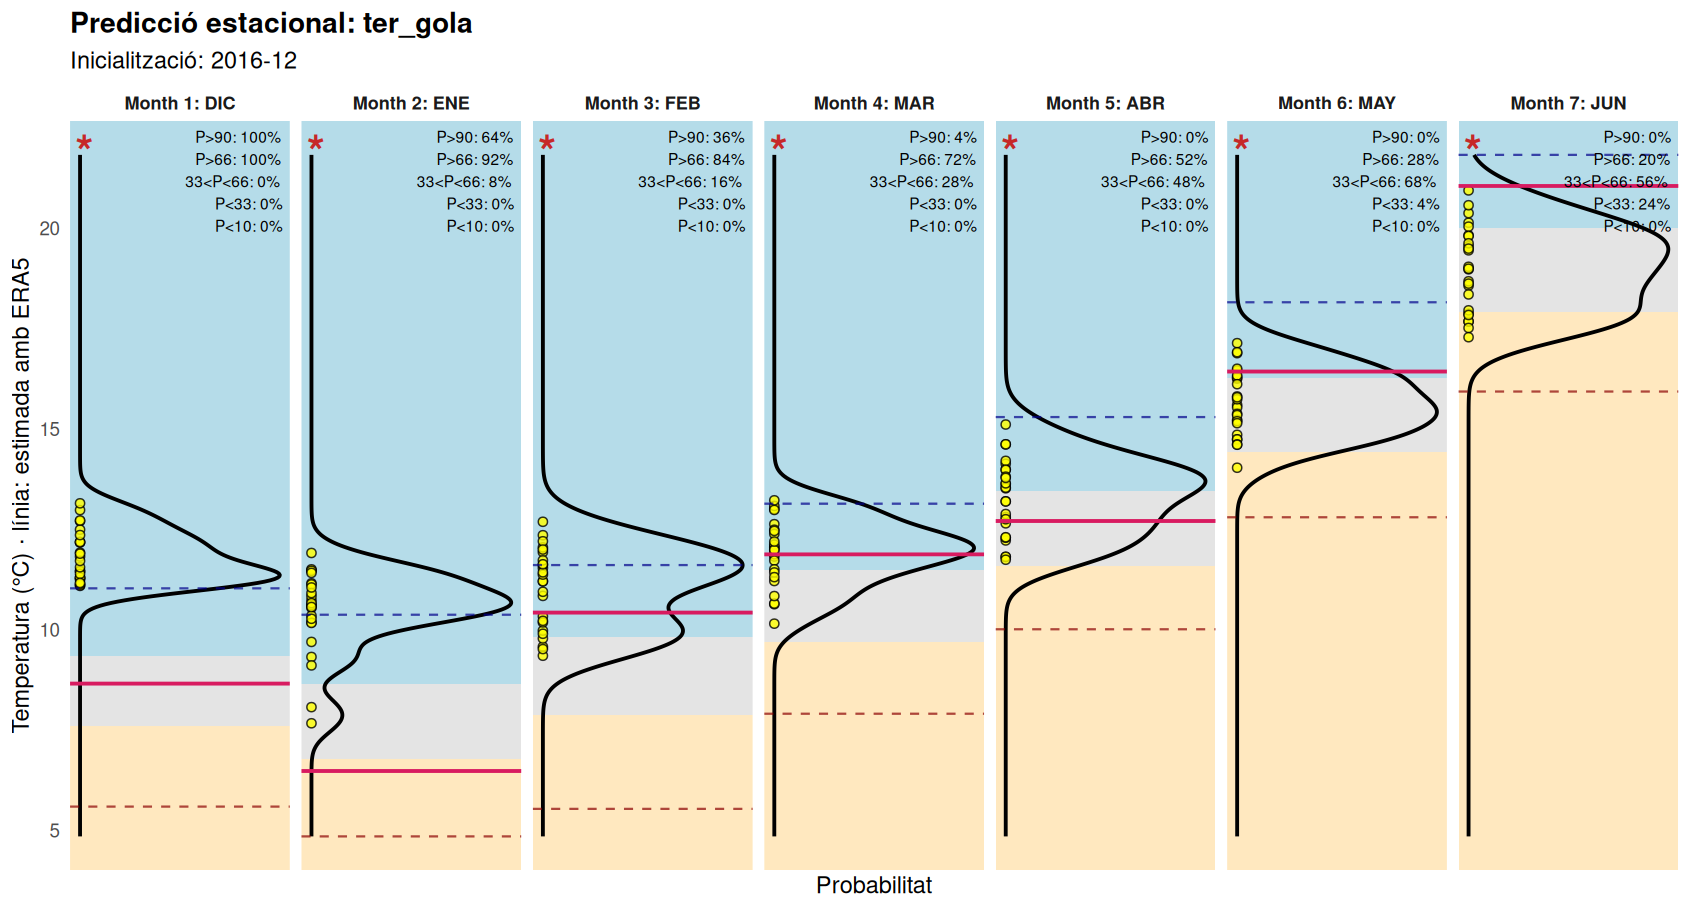 Predicció estacional: ter_gola
Inicialització: 2016-12
Month 1: DIC
Month 2: ENE
Month 3: FEB
Month 4: MAR
Month 5: ABR
Month 6: MAY
Month 7: JUN
*
P>90: 100%
P>66: 100%
33<P<66: 0%
P<33: 0%
P<10: 0%
*
P>90: 64%
P>66: 92%
33<P<66: 8%
P<33: 0%
P<10: 0%
*
P>90: 36%
P>66: 84%
33<P<66: 16%
P<33: 0%
P<10: 0%
*
P>90: 4%
P>66: 72%
33<P<66: 28%
P<33: 0%
P<10: 0%
*
P>90: 0%
P>66: 52%
33<P<66: 48%
P<33: 0%
P<10: 0%
*
P>90: 0%
P>66: 28%
33<P<66: 68%
P<33: 4%
P<10: 0%
*
P>90: 0%
P>66: 20%
33<P<66: 56%
P<33: 24%
P<10: 0%
20
15
10
5
Temperatura (°C) · línia: estimada amb ERA5
Probabilitat